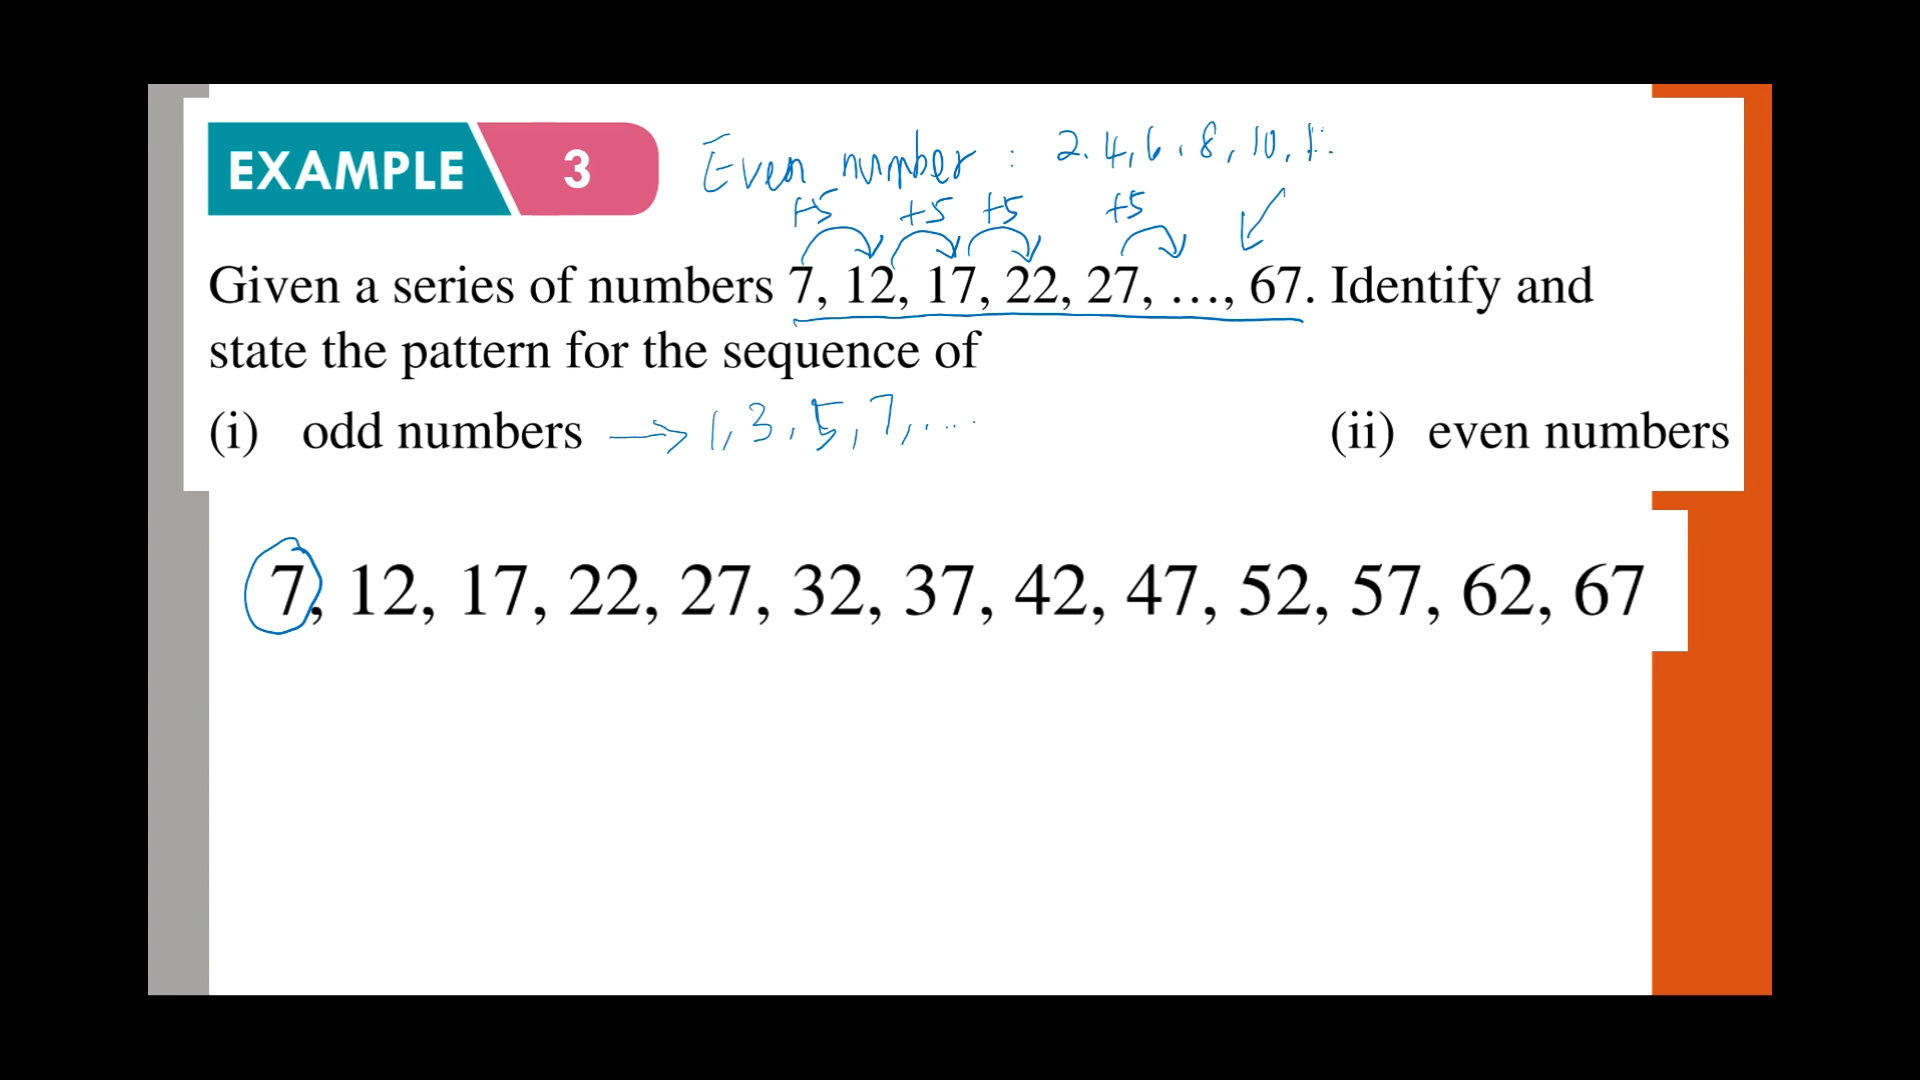 EXAMPLE 3
Even number : 2. 4, 6, 8, 10,
+5 +5 +5 +5
Given a series of numbers 7, 12, 17, 22, 27, …, 67. Identify and
state the pattern for the sequence of
(i) odd numbers → 1, 3, 5, 7, .... (ii) even numbers
7, 12, 17, 22, 27, 32, 37, 42, 47, 52, 57, 62, 67